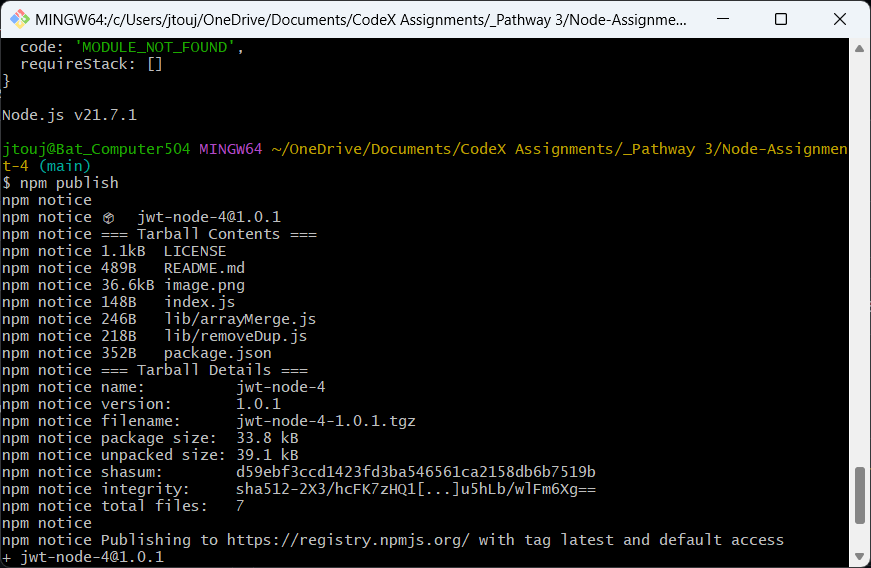 MINGW64:/c/Users/jtouj/OneDrive/Documents/CodeX Assignments/_Pathway 3/Node-Assignme...
  code: 'MODULE_NOT_FOUND',
  requireStack: []
}
Node.js v21.7.1
jtouj@Bat_Computer504 MINGW64 ~/OneDrive/Documents/CodeX Assignments/_Pathway 3/Node-Assignmen
t-4 (main)
$ npm publish
npm notice
npm notice 📦  jwt-node-4@1.0.1
npm notice === Tarball Contents ===
npm notice 1.1kB  LICENSE
npm notice 489B   README.md
npm notice 36.6kB image.png
npm notice 148B   index.js
npm notice 246B   lib/arrayMerge.js
npm notice 218B   lib/removeDup.js
npm notice 352B   package.json
npm notice === Tarball Details ===
npm notice name:          jwt-node-4
npm notice version:       1.0.1
npm notice filename:      jwt-node-4-1.0.1.tgz
npm notice package size:  33.8 kB
npm notice unpacked size: 39.1 kB
npm notice shasum:        d59ebf3ccd1423fd3ba546561ca2158db6b7519b
npm notice integrity:     sha512-2X3/hcFK7zHQ1[...]u5hLb/wlFm6Xg==
npm notice total files:   7
npm notice
npm notice Publishing to https://registry.npmjs.org/ with tag latest and default access
+ jwt-node-4@1.0.1